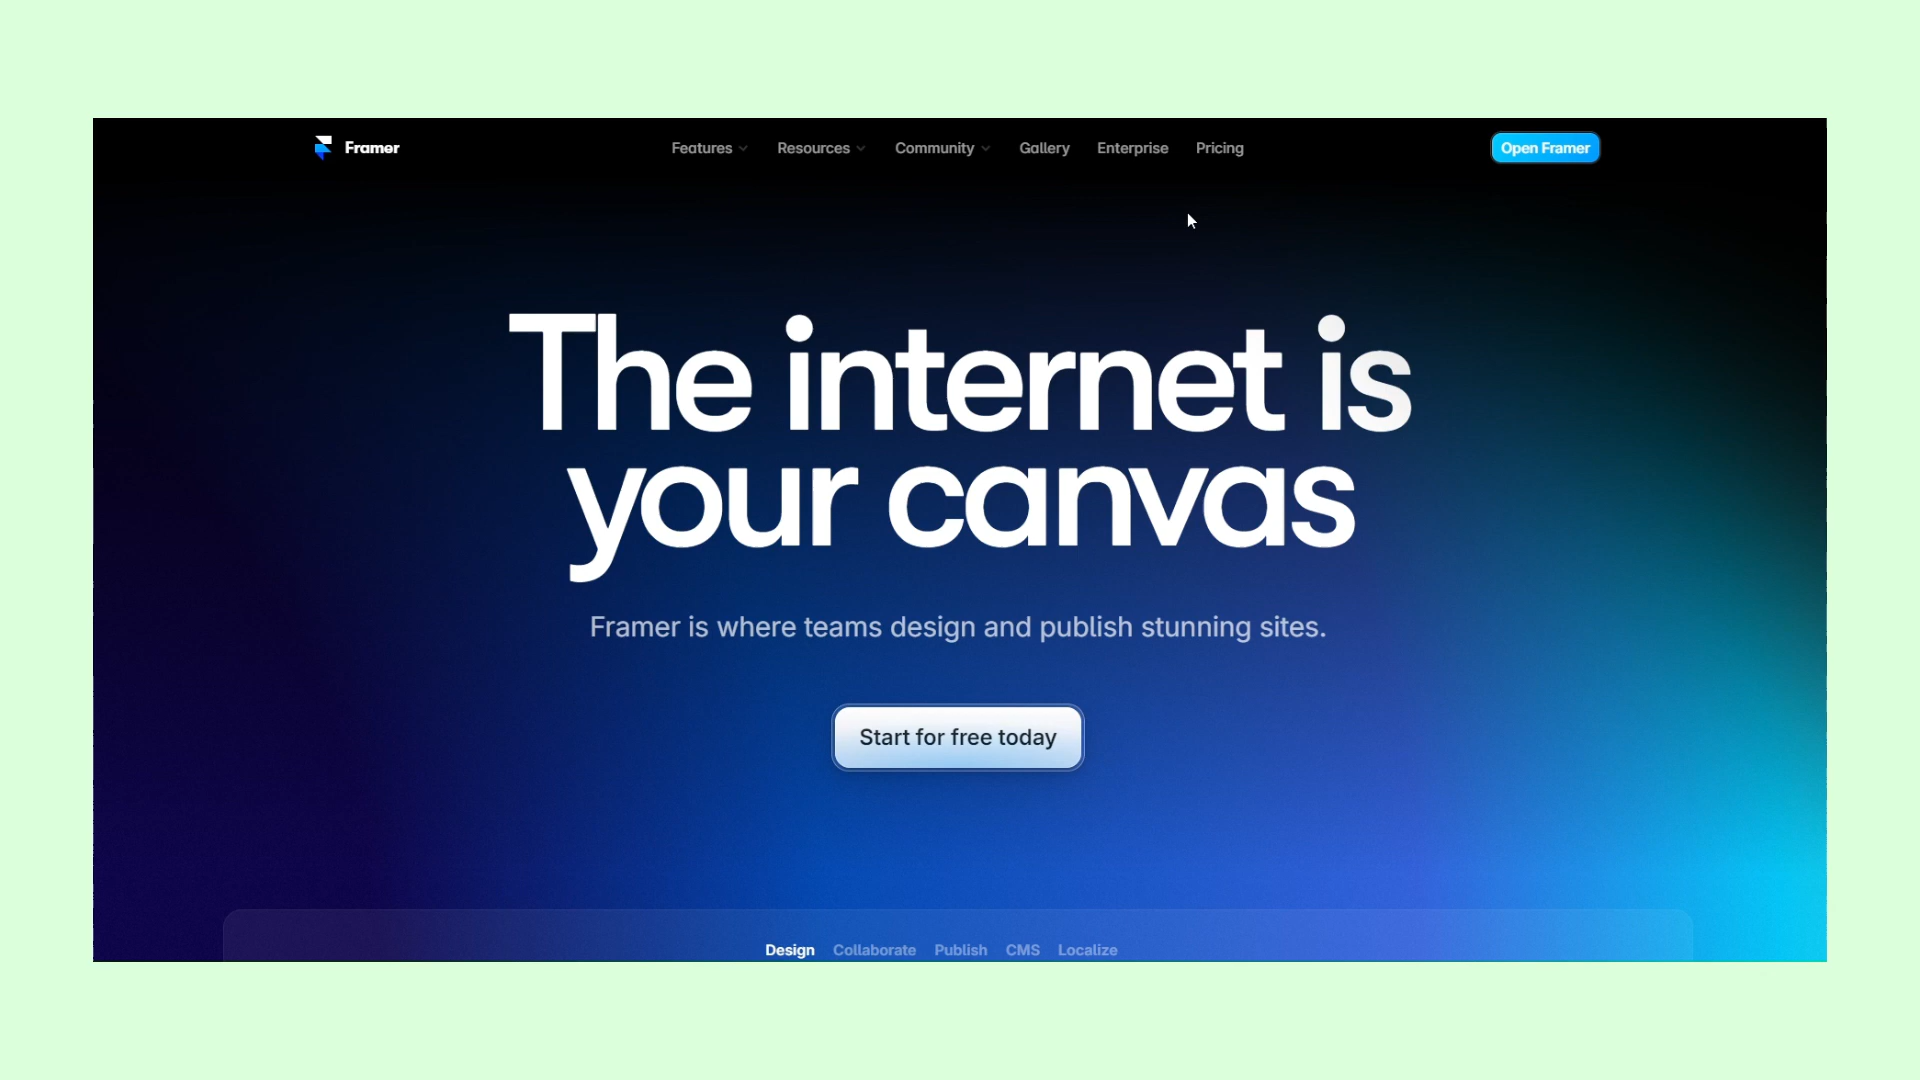 Framer
Features
Resources
Community
Gallery
Enterprise
Pricing
Open Framer
The internet is
your canvas
Framer is where teams design and publish stunning sites.
Start for free today
Design
Collaborate
Publish
CMS
Localize